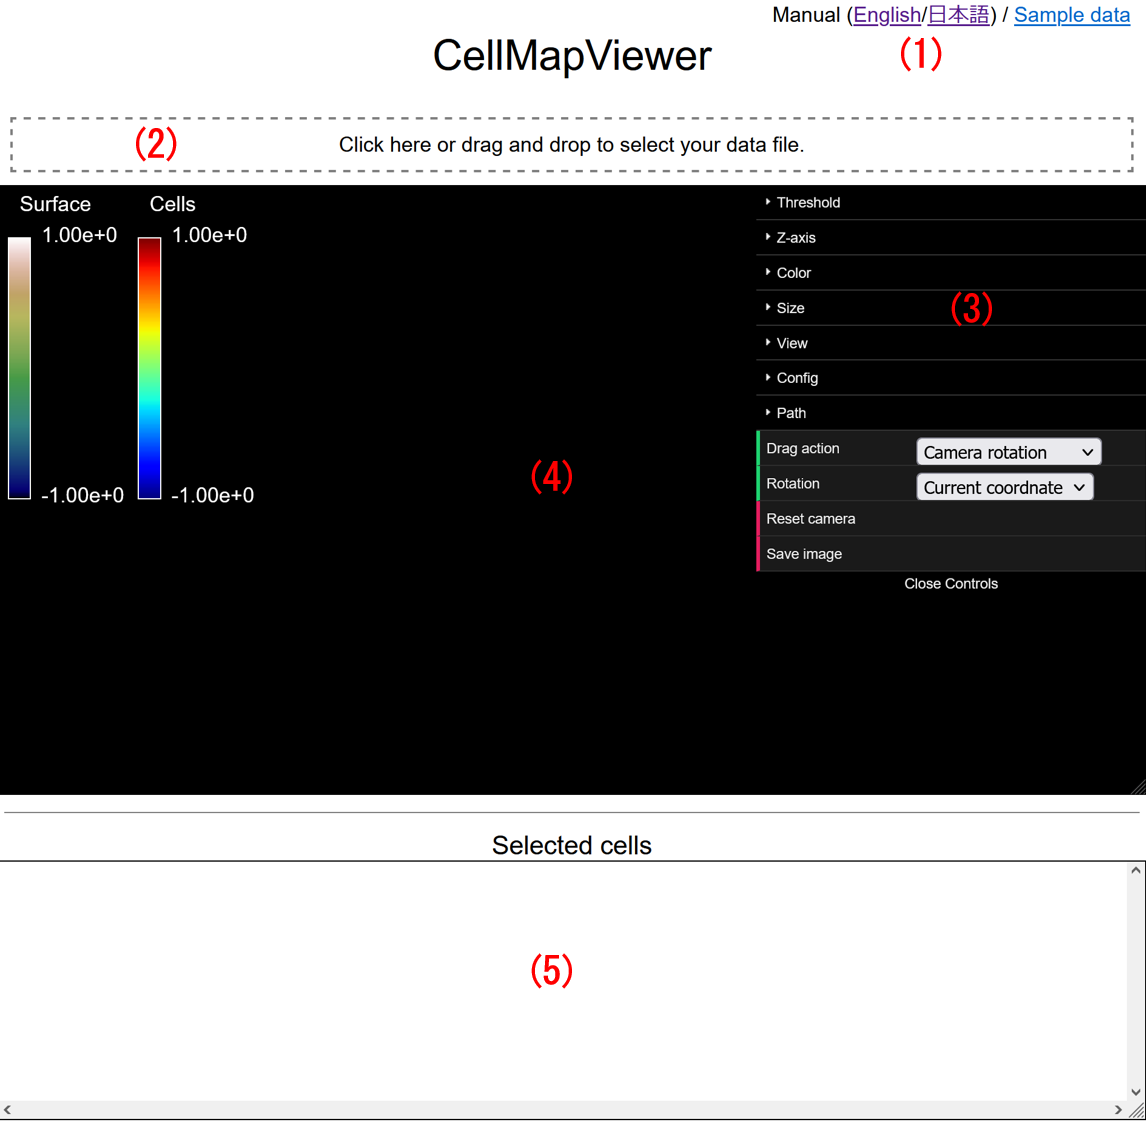 Manual (English/日本語) / Sample data
(1)
CellMapViewer
(2)
Click here or drag and drop to select your data file.
Surface
Cells
1.00e+0
1.00e+0
-1.00e+0
-1.00e+0
Threshold
Z-axis
Color
Size
(3)
View
Config
Path
Drag action Camera rotation
(4)
Rotation Current coordnate
Reset camera
Save image
Close Controls
Selected cells
(5)